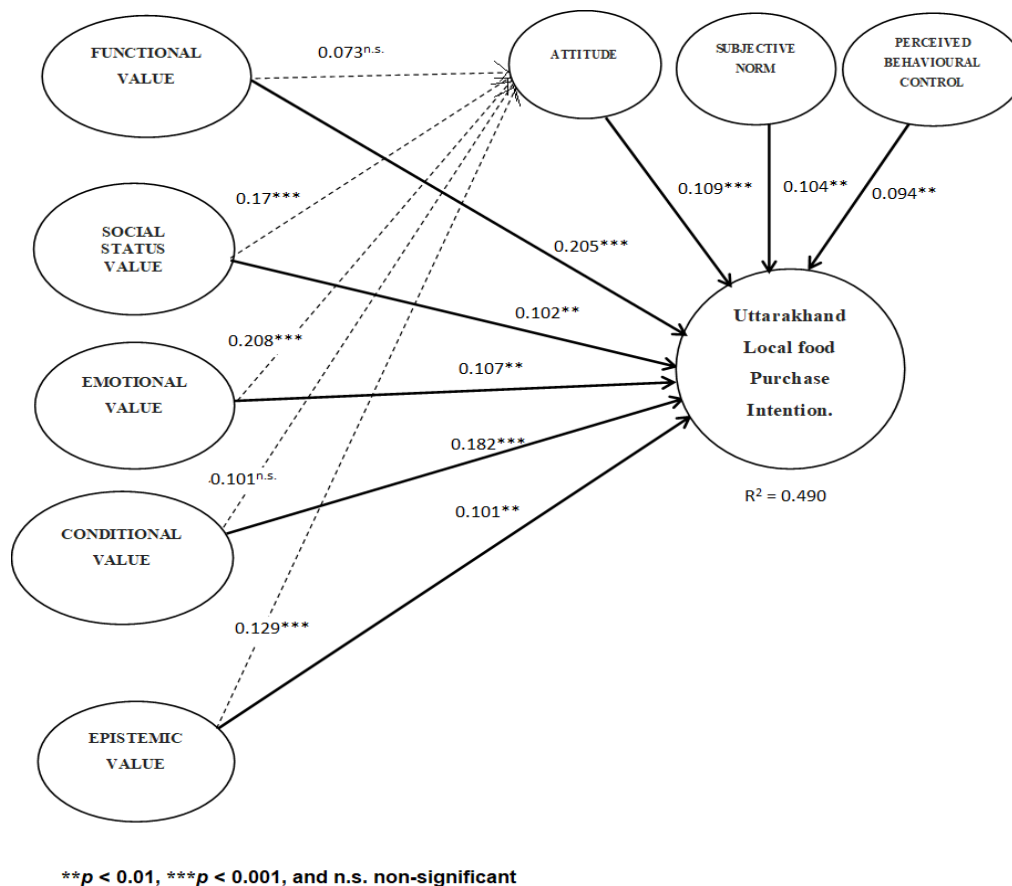 FUNCTIONAL
VALUE
0.073n.s.
ATTITUDE
SUBJECTIVE
NORM
PERCEIVED
BEHAVIOURAL
CONTROL
0.109***
0.104**
0.094**
0.17***
SOCIAL
STATUS
VALUE
0.205***
0.102**
Uttarakhand
Local food
Purchase
Intention.
0.208***
0.107**
EMOTIONAL
VALUE
0.182***
0.101n.s.
0.101**
R2 = 0.490
CONDITIONAL
VALUE
0.129***
EPISTEMIC
VALUE
**p < 0.01, ***p < 0.001, and n.s. non-significant